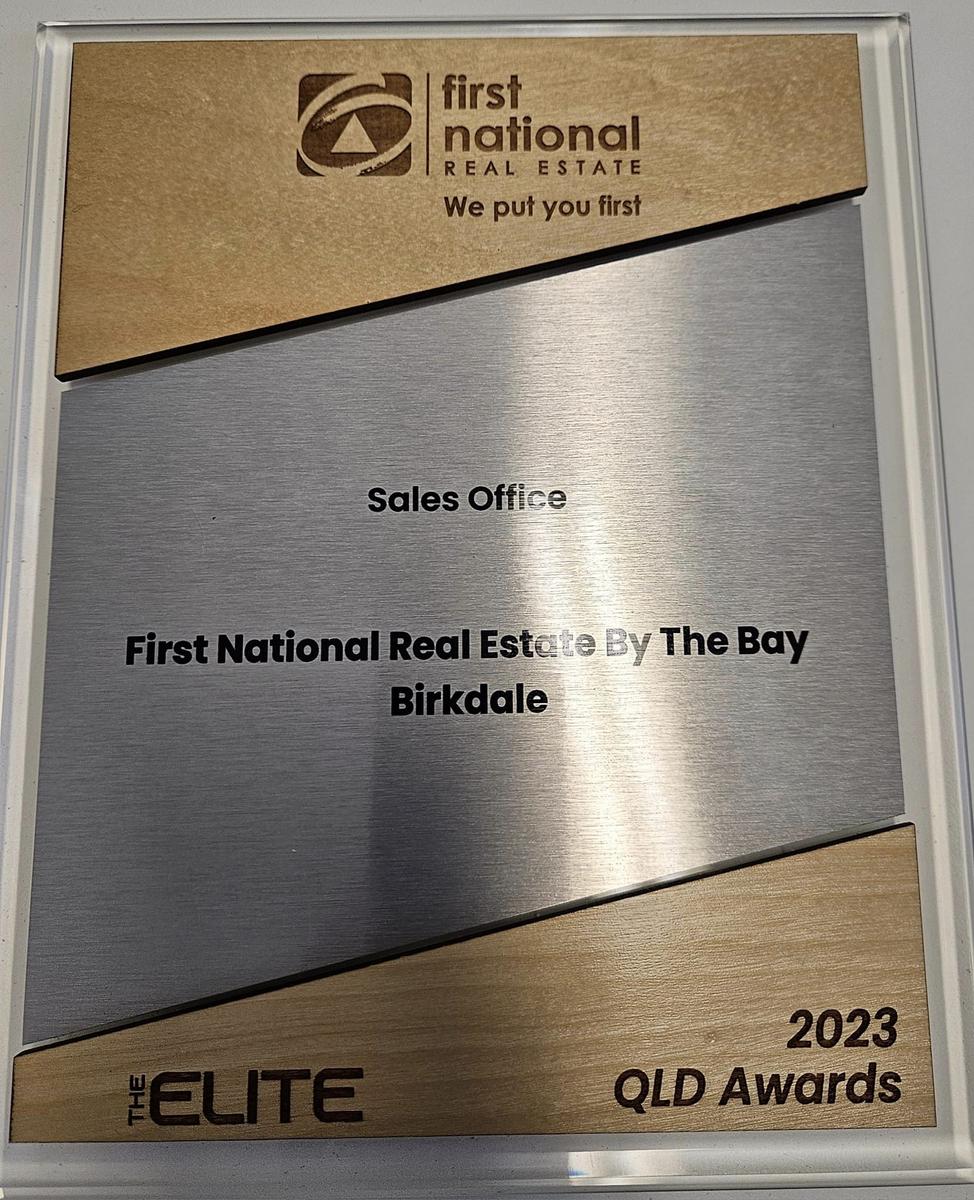 first
national
REAL ESTATE
We put you first
Sales Office
First National Real Estate By The Bay
Birkdale
2023
THE ELITE
QLD Awards